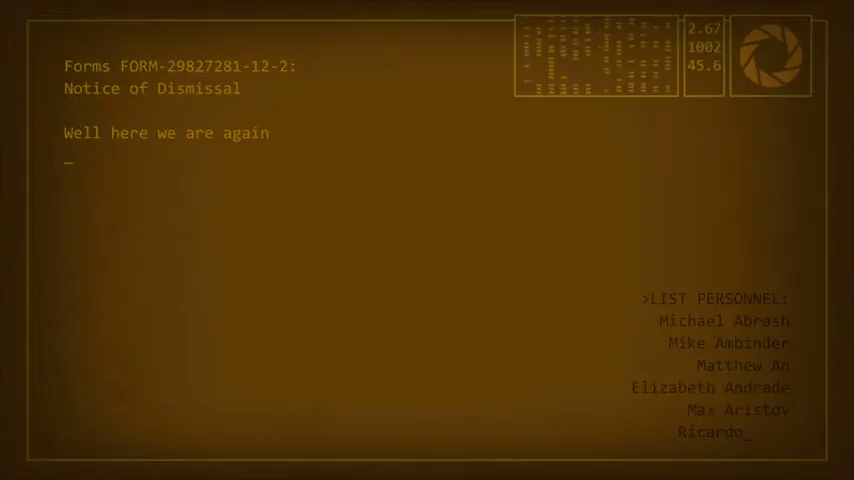 Forms FORM-29827281-12-2:
Notice of Dismissal
Well here we are again
_
2.67
1002
45.6
>LIST PERSONNEL:
Michael Abrash
Mike Ambinder
Matthew An
Elizabeth Andrade
Max Aristov
Ricardo_